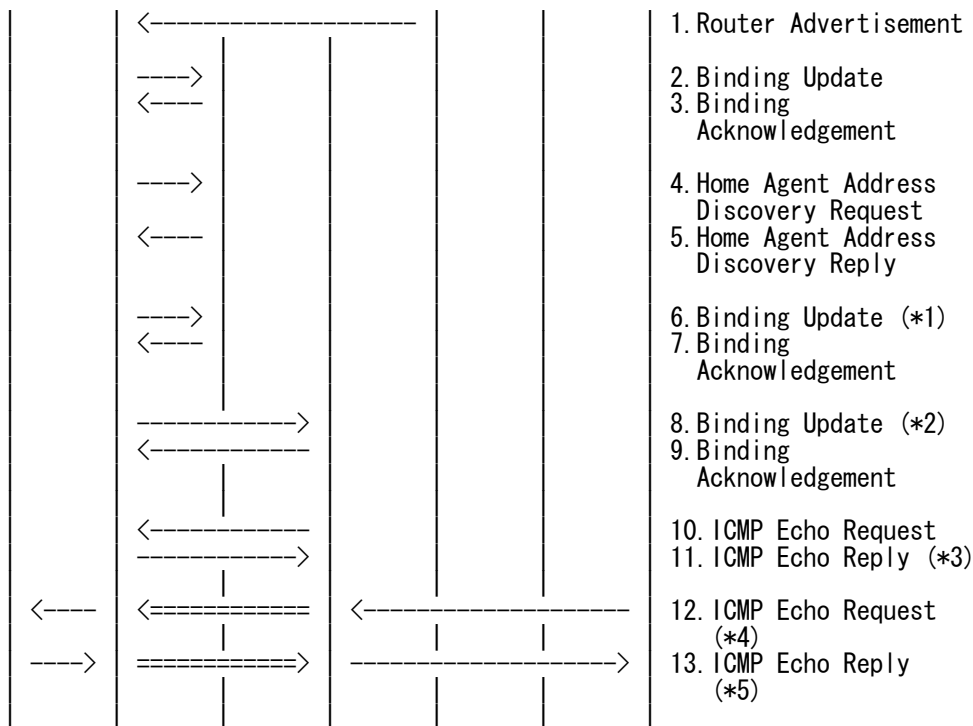 1.Router Advertisement
2.Binding Update
3.Binding
Acknowledgement
4.Home Agent Address
Discovery Request
5.Home Agent Address
Discovery Reply
6.Binding Update (*1)
7.Binding
Acknowledgement
8.Binding Update (*2)
9.Binding
Acknowledgement
10.ICMP Echo Request
11.ICMP Echo Reply (*3)
12.ICMP Echo Request
(*4)
13.ICMP Echo Reply
(*5)